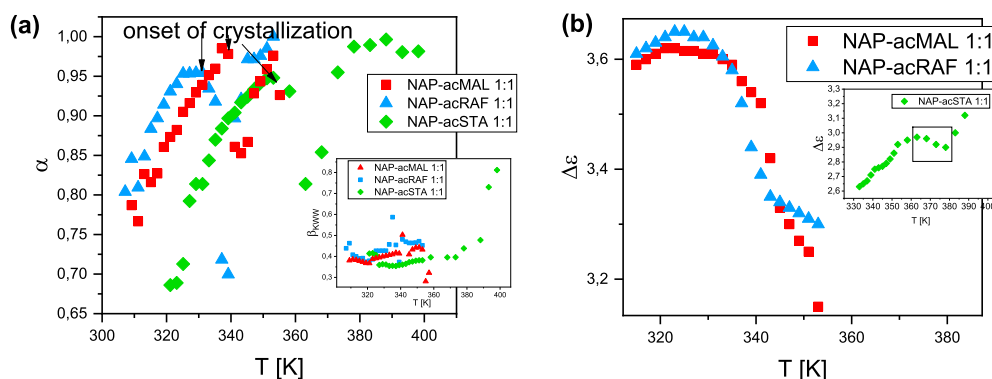 (a)
onset of crystallization
1,00
0,95
0,90
0,85
0,80
0,75
0,70
0,65
α
300 320 340 360 380 400 420
T [K]
NAP-acMAL 1:1
NAP-acRAF 1:1
NAP-acSTA 1:1
NAP-acMAL 1:1
NAP-acRAF 1:1
NAP-acSTA 1:1
0,8
0,7
0,6
0,5
0,4
0,3
βKWW
320 340 360 380 400
T [K]
(b)
3,6
3,4
3,2
Δε
320 340 360 380 400
T [K]
NAP-acMAL 1:1
NAP-acRAF 1:1
NAP-acSTA 1:1
3,3
3,2
3,1
3,0
2,9
2,8
2,7
2,6
2,5
Δε
330 340 350 360 370 380 390 400
T [K]